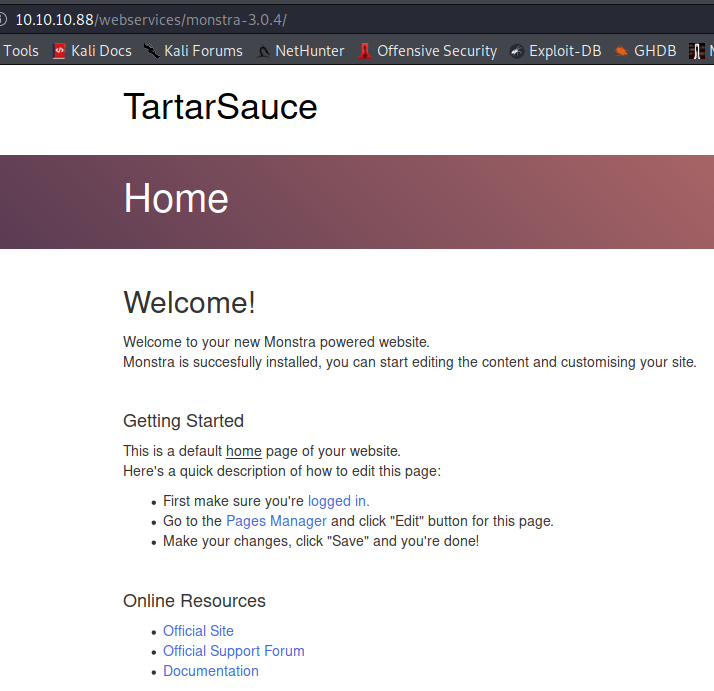 10.10.10.88/webservices/monstra-3.0.4/
Tools Kali Docs Kali Forums NetHunter Offensive Security Exploit-DB GHDB
TartarSauce
Home
Welcome!
Welcome to your new Monstra powered website.
Monstra is succesfully installed, you can start editing the content and customising your site.
Getting Started
This is a default home page of your website.
Here's a quick description of how to edit this page:
• First make sure you're logged in.
• Go to the Pages Manager and click "Edit" button for this page.
• Make your changes, click "Save" and you're done!
Online Resources
• Official Site
• Official Support Forum
• Documentation